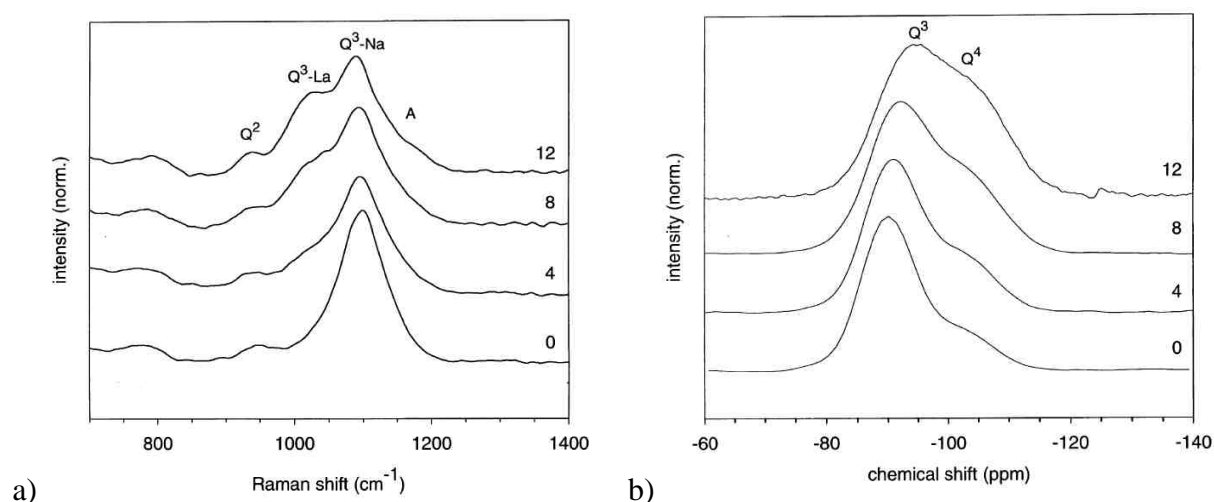 Q³-Na
Q³-La
A
Q²
12
8
4
0
intensity (norm.)
800 1000 1200 1400
Raman shift (cm⁻¹)
a)
Q³
Q⁴
12
8
4
0
intensity (norm.)
-60 -80 -100 -120 -140
chemical shift (ppm)
b)